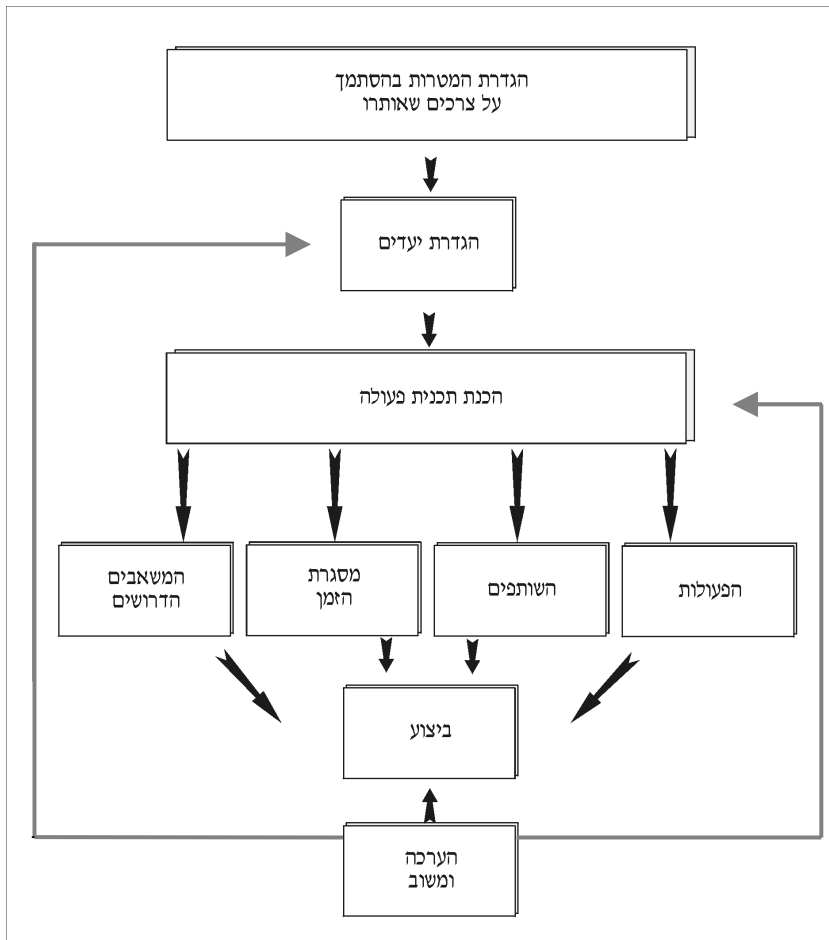 הגדרת המטרות בהסתמך
על צרכים שאותרו
הגדרת יעדים
הכנת תכנית פעולה
הפעולות
השותפים
מסגרת
הזמן
המשאבים
הדרושים
ביצוע
הערכה
ומשוב